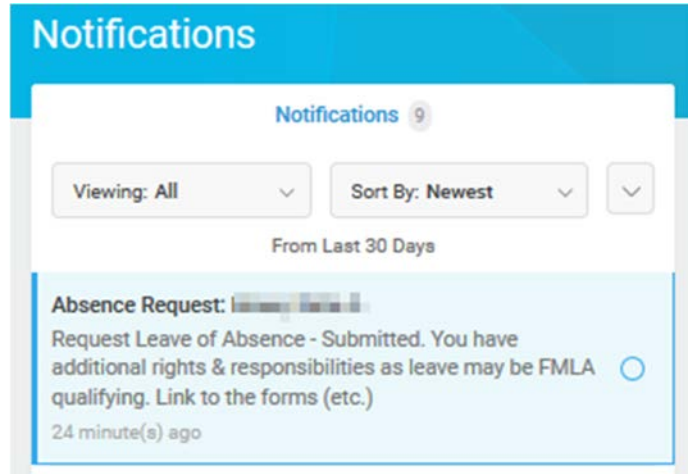 Notifications
Notifications 9
Viewing: All Sort By: Newest
From Last 30 Days
Absence Request:
Request Leave of Absence - Submitted. You have
additional rights & responsibilities as leave may be FMLA
qualifying. Link to the forms (etc.)
24 minute(s) ago